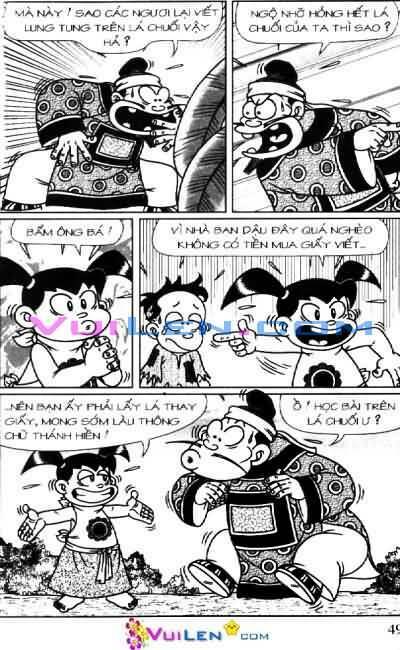 MÀ NÀY! SAO CÁC NGƯƠI LẠI VIẾT
LUNG TUNG TRÊN LÁ CHUỐI VẬY
HẢ?
NGỘ NHỠ HỎNG HẾT LÁ
CHUỐI CỦA TA THÌ SAO?
BẨM ÔNG BÁ!
VÌ NHÀ BẠN DẬU ĐÂY QUÁ NGHÈO
KHÔNG CÓ TIỀN MUA GIẤY VIẾT...
VUILEN.COM
...NÊN BẠN ẤY PHẢI LẤY LÁ THAY
GIẤY, MONG SỚM LÀU THÔNG
CHỮ THÁNH HIỀN!
Ồ! HỌC BÀI TRÊN
LÁ CHUỐI Ư?
49
VUILEN.COM